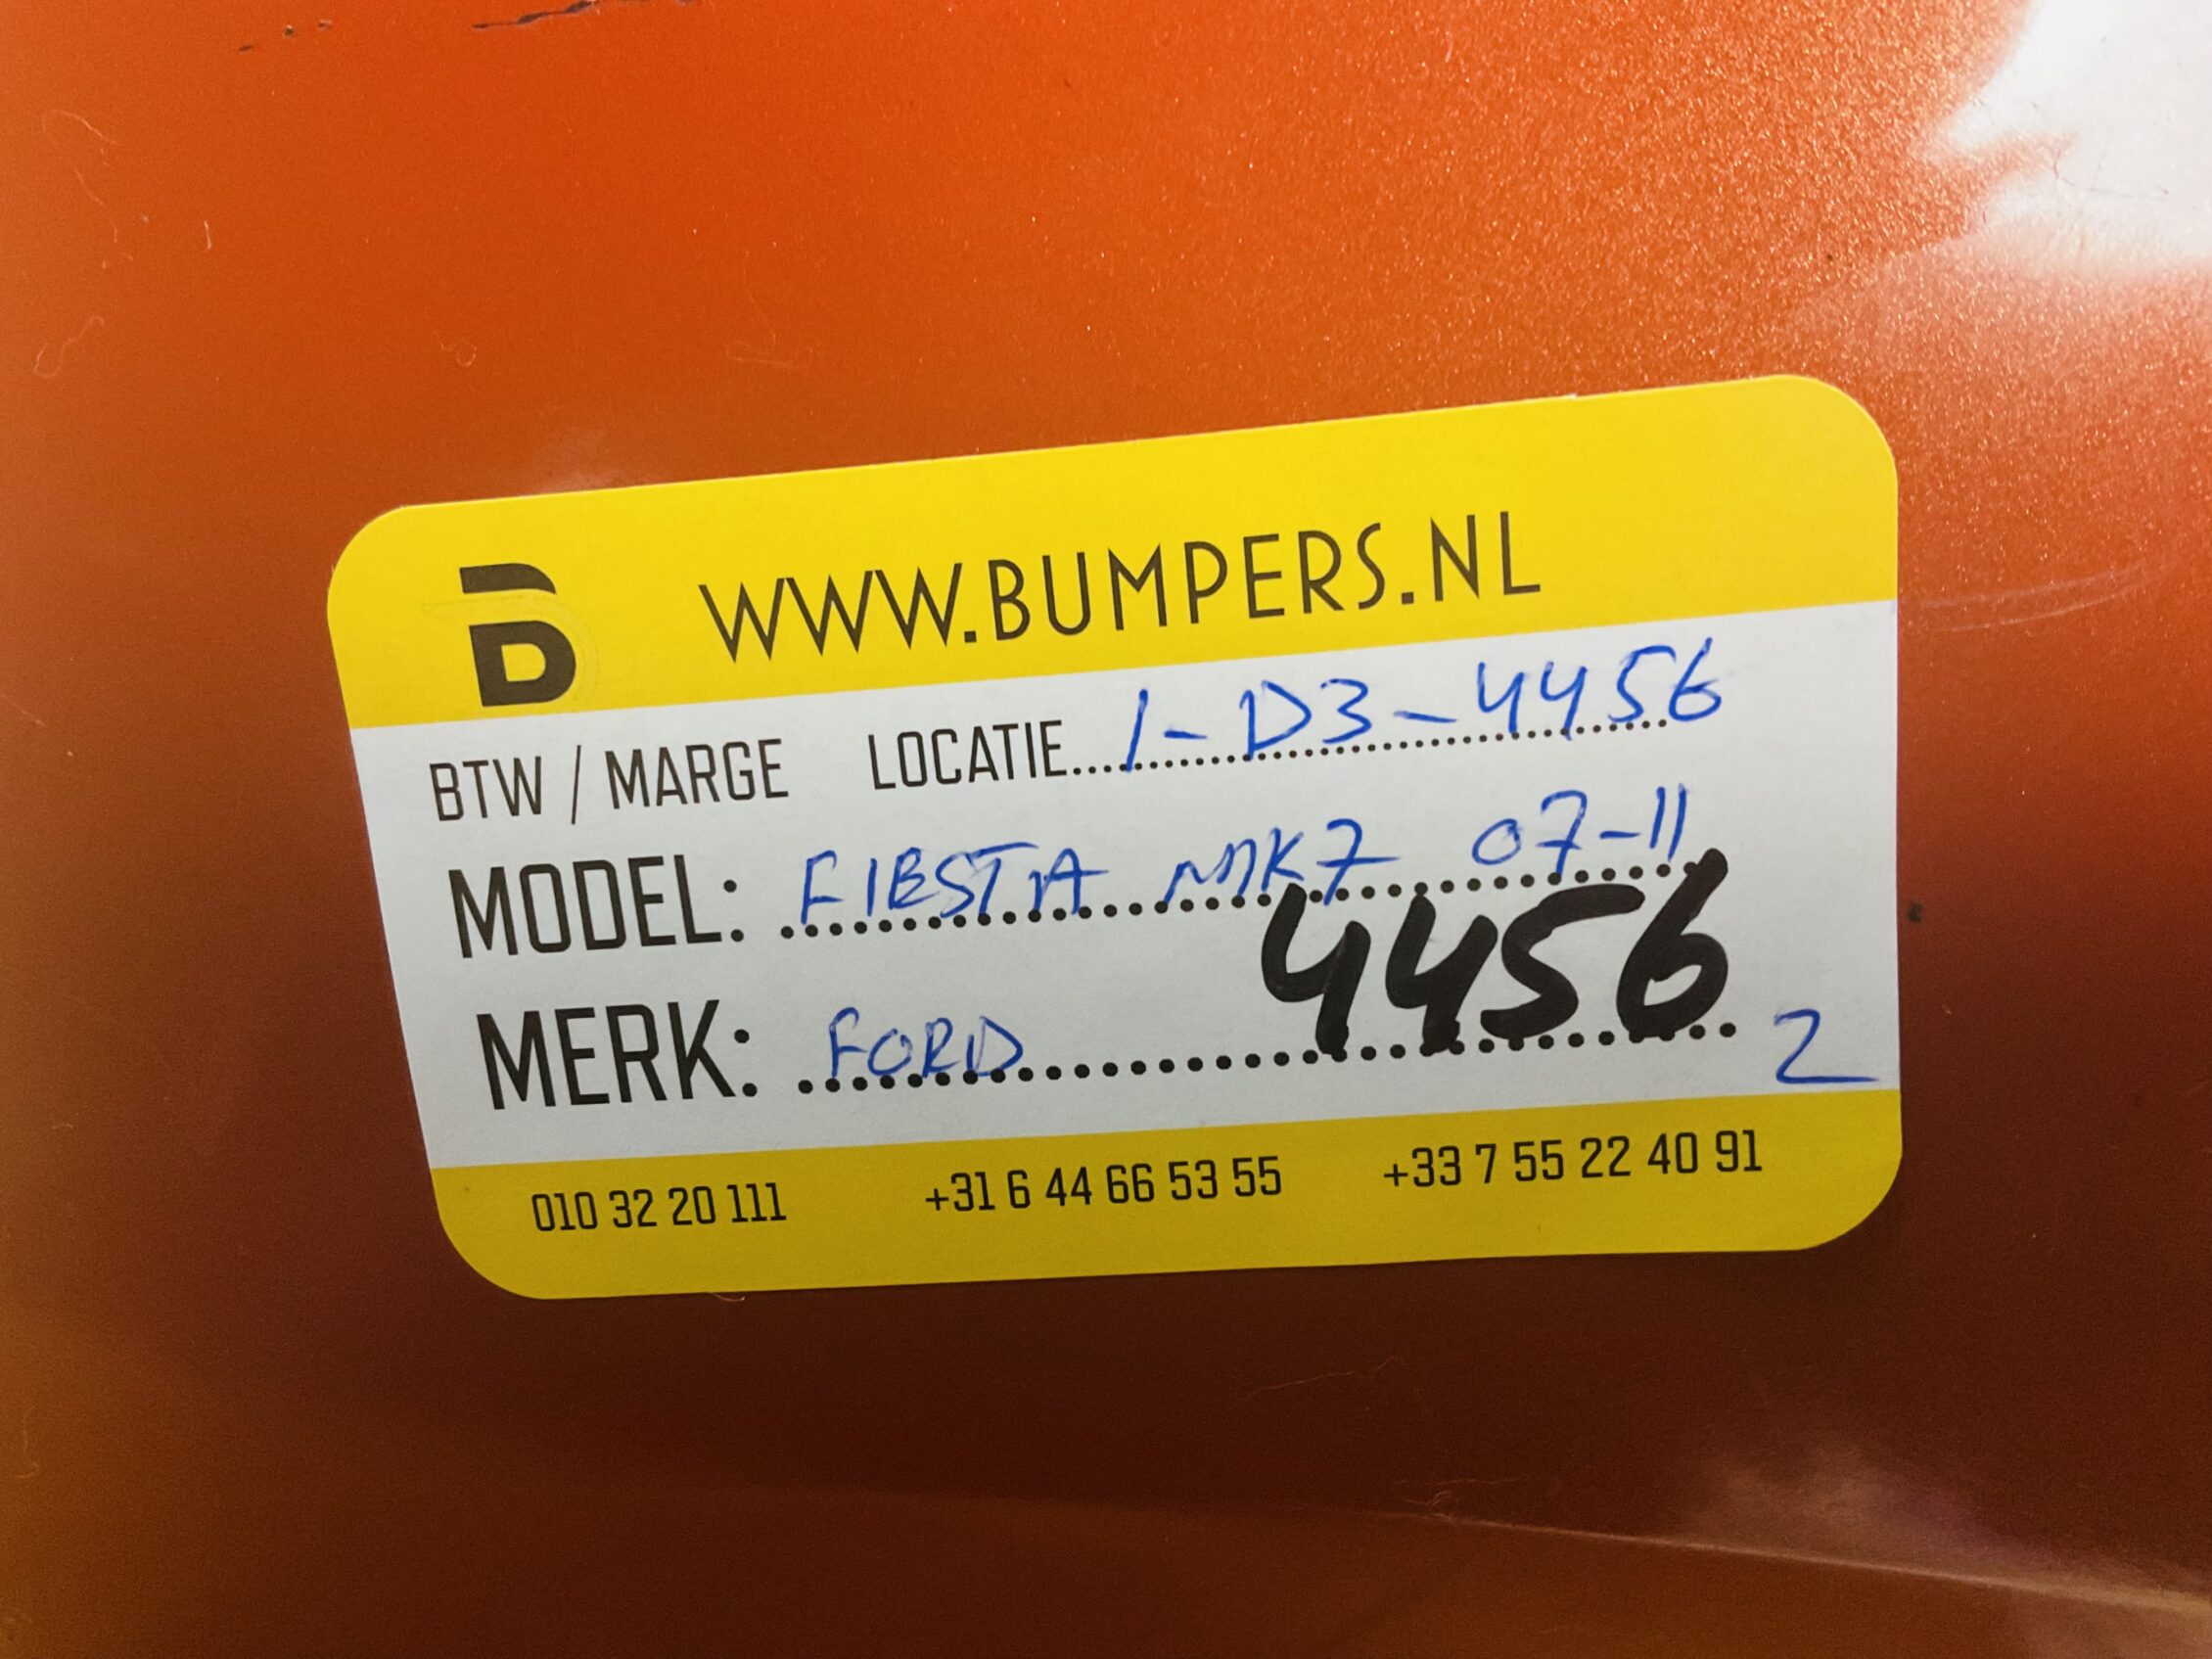 B WWW.BUMPERS.NL
BTW / MARGE LOCATIE 1-D3-4456
MODEL: FIESTA MK7 07-11
4456
MERK: FORD 2
010 32 20 111 +31 6 44 66 53 55 +33 7 55 22 40 91